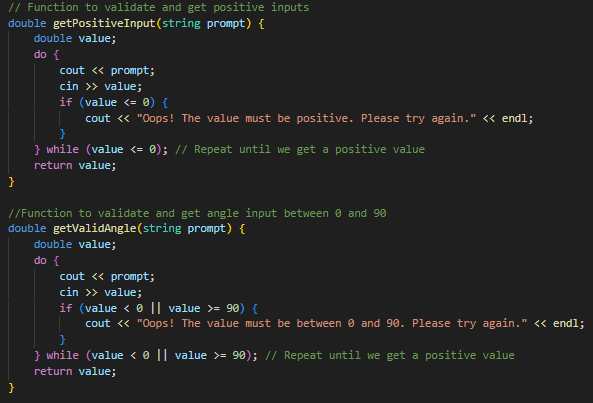 // Function to validate and get positive inputs
double getPositiveInput(string prompt) {
    double value;
    do {
        cout << prompt;
        cin >> value;
        if (value <= 0) {
            cout << "Oops! The value must be positive. Please try again." << endl;
        }
    } while (value <= 0); // Repeat until we get a positive value
    return value;
}

//Function to validate and get angle input between 0 and 90
double getValidAngle(string prompt) {
    double value;
    do {
        cout << prompt;
        cin >> value;
        if (value < 0 || value >= 90) {
            cout << "Oops! The value must be between 0 and 90. Please try again." << endl;
        }
    } while (value < 0 || value >= 90); // Repeat until we get a positive value
    return value;
}